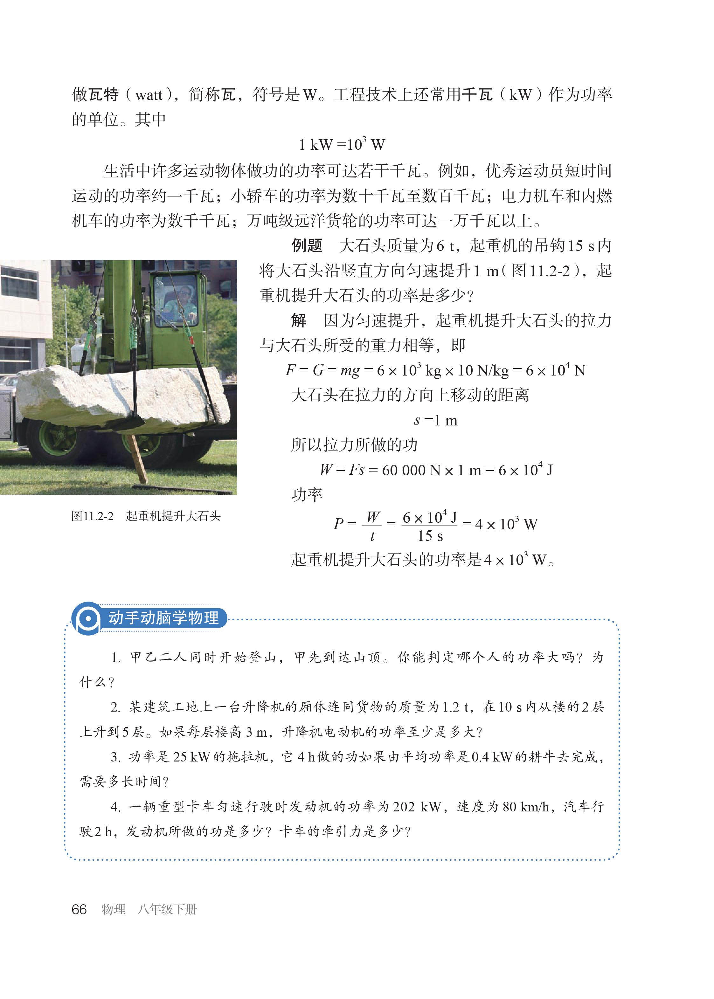 做瓦特（watt），简称瓦，符号是W。工程技术上还常用千瓦（kW）作为功率
的单位。其中
1 kW =10³ W
生活中许多运动物体做功的功率可达若干千瓦。例如，优秀运动员短时间
运动的功率约一千瓦；小轿车的功率为数十千瓦至数百千瓦；电力机车和内燃
机车的功率为数千千瓦；万吨级远洋货轮的功率可达一万千瓦以上。
例题　大石头质量为6 t，起重机的吊钩15 s内
将大石头沿竖直方向匀速提升1 m（图11.2-2），起
重机提升大石头的功率是多少？
解　因为匀速提升，起重机提升大石头的拉力
与大石头所受的重力相等，即
F = G = mg = 6 × 10³ kg × 10 N/kg = 6 × 10⁴ N
大石头在拉力的方向上移动的距离
s =1 m
所以拉力所做的功
W = Fs = 60 000 N × 1 m = 6 × 10⁴ J
功率
P = W/t = 6 × 10⁴ J/15 s = 4 × 10³ W
起重机提升大石头的功率是4 × 10³ W。
图11.2-2　起重机提升大石头
动手动脑学物理
1. 甲乙二人同时开始登山，甲先到达山顶。你能判定哪个人的功率大吗？为
什么？
2. 某建筑工地上一台升降机的厢体连同货物的质量为1.2 t，在10 s内从楼的2层
上升到5层。如果每层楼高 3 m，升降机电动机的功率至少是多大？
3. 功率是 25 kW的拖拉机，它 4 h做的功如果由平均功率是0.4 kW的耕牛去完成，
需要多长时间？
4. 一辆重型卡车匀速行驶时发动机的功率为202 kW，速度为80 km/h，汽车行
驶2 h，发动机所做的功是多少？卡车的牵引力是多少？
66　物理　八年级下册